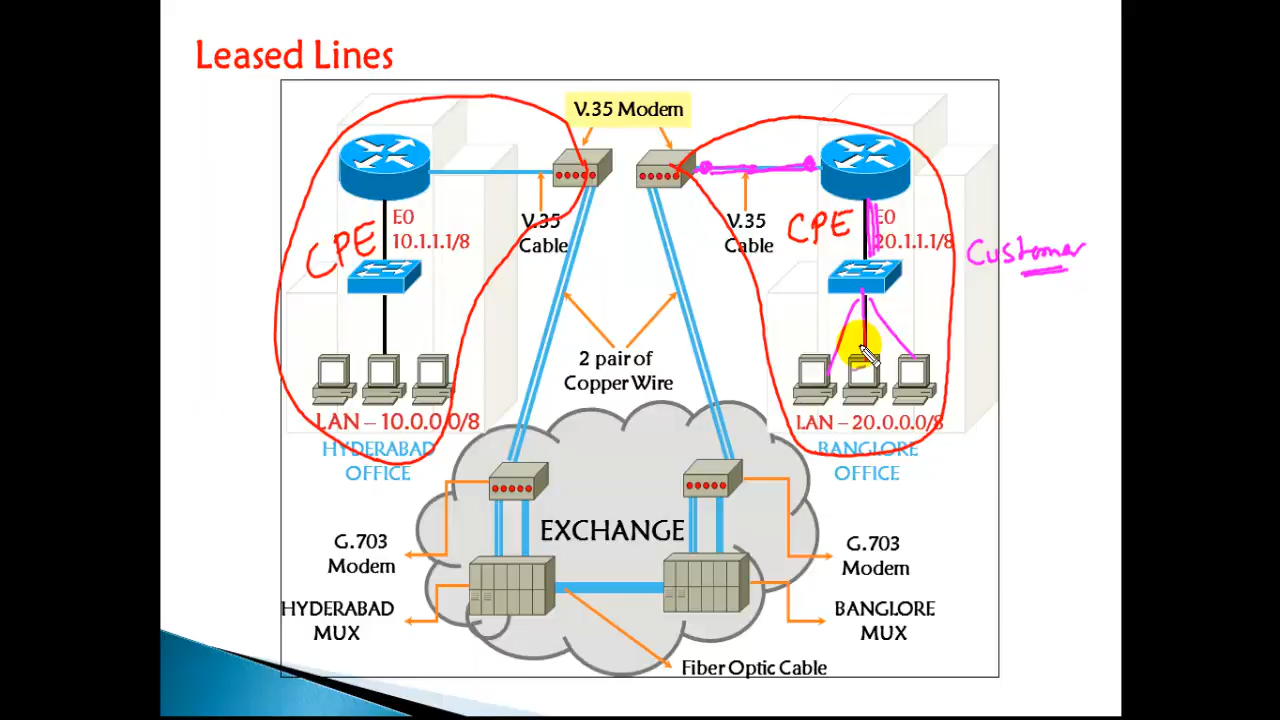 Leased Lines
V.35 Modem
E0
10.1.1.1/8
CPE
V.35
Cable
V.35
Cable
CPE
E0
20.1.1.1/8
Customer
2 pair of
Copper Wire
LAN – 10.0.0.0/8
HYDERABAD
OFFICE
LAN – 20.0.0.0/8
BANGLORE
OFFICE
EXCHANGE
G.703
Modem
G.703
Modem
HYDERABAD
MUX
BANGLORE
MUX
Fiber Optic Cable